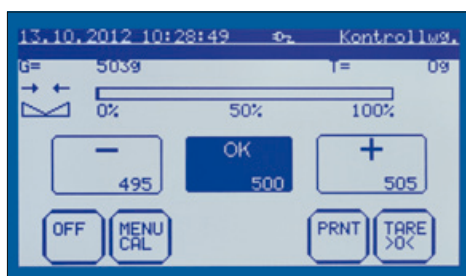 13.10.2012 10:28:49 Kontrollwg.
G= 503g T= 0g
0% 50% 100%
− OK +
495 500 505
OFF MENU CAL PRNT TARE >0<